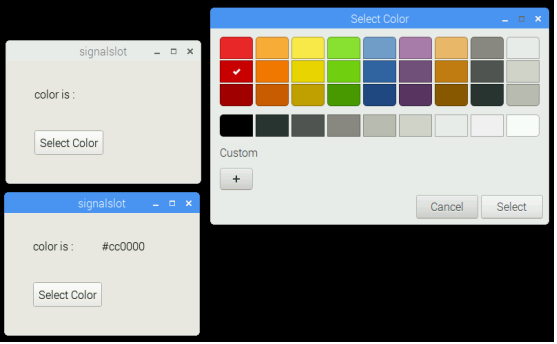 signalslot
color is :
Select Color
signalslot
color is : #cc0000
Select Color
Select Color
Custom
+
Cancel Select